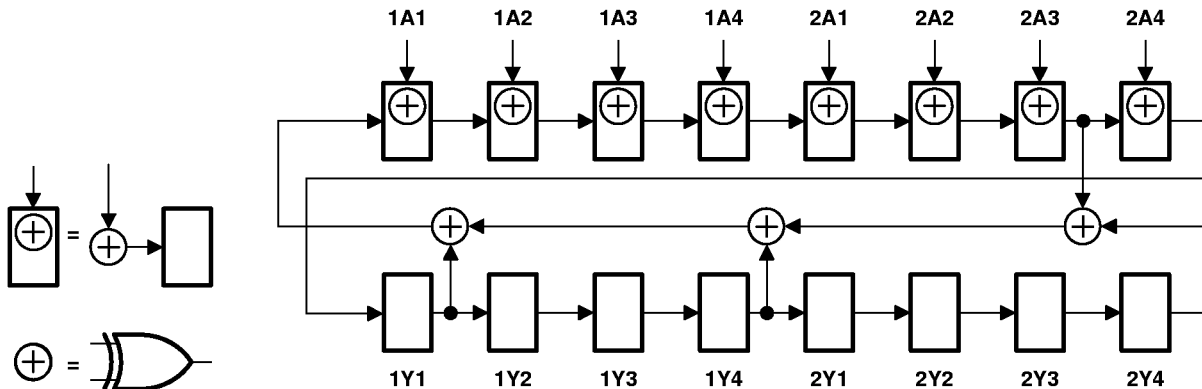 1A1 1A2 1A3 1A4 2A1 2A2 2A3 2A4
=
=
1Y1 1Y2 1Y3 1Y4 2Y1 2Y2 2Y3 2Y4